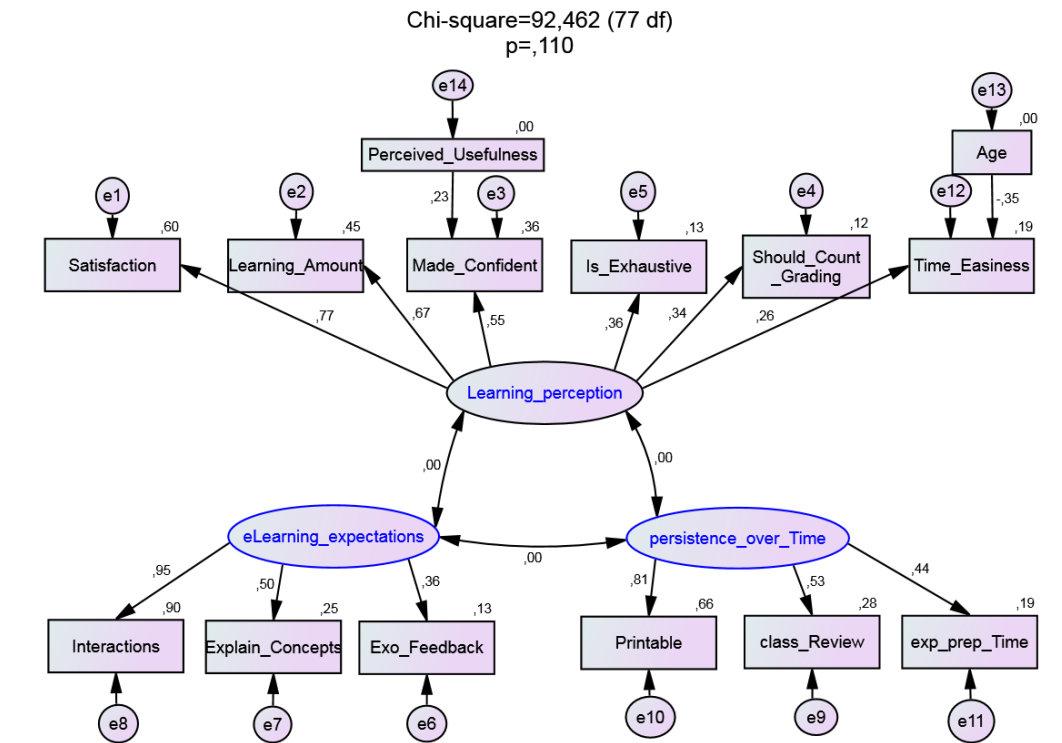 Chi-square=92,462 (77 df)
p=,110
e14
e13
,00
,00
Perceived_Usefulness
Age
e1
e2
,23
e3
e5
e4
e12
-,35
,60
,45
,36
,13
,12
,19
Satisfaction
Learning_Amount
Made_Confident
Is_Exhaustive
Should_Count
_Grading
Time_Easiness
,77
,67
,55
,36
,34
,26
Learning_perception
,00
,00
eLearning_expectations
persistence_over_Time
,00
,95
,50
,36
,81
,53
,44
,90
,25
,13
,66
,28
,19
Interactions
Explain_Concepts
Exo_Feedback
Printable
class_Review
exp_prep_Time
e8
e7
e6
e10
e9
e11